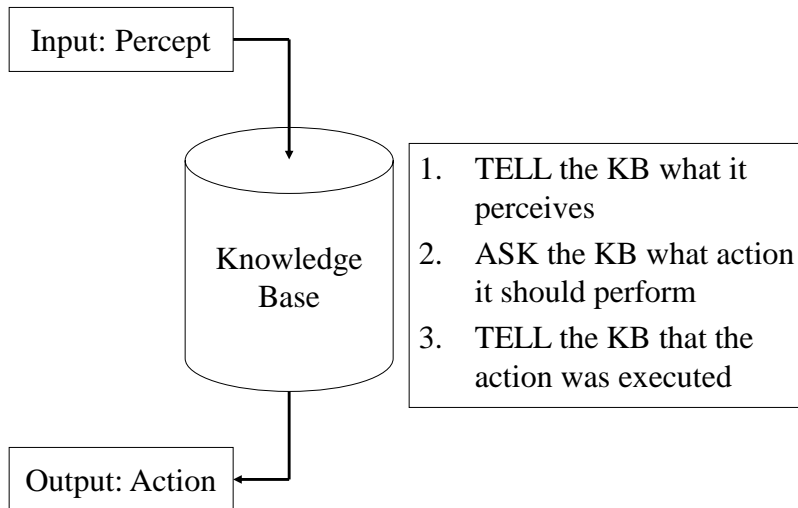 Input: Percept
Knowledge
Base
1. TELL the KB what it
perceives
2. ASK the KB what action
it should perform
3. TELL the KB that the
action was executed
Output: Action